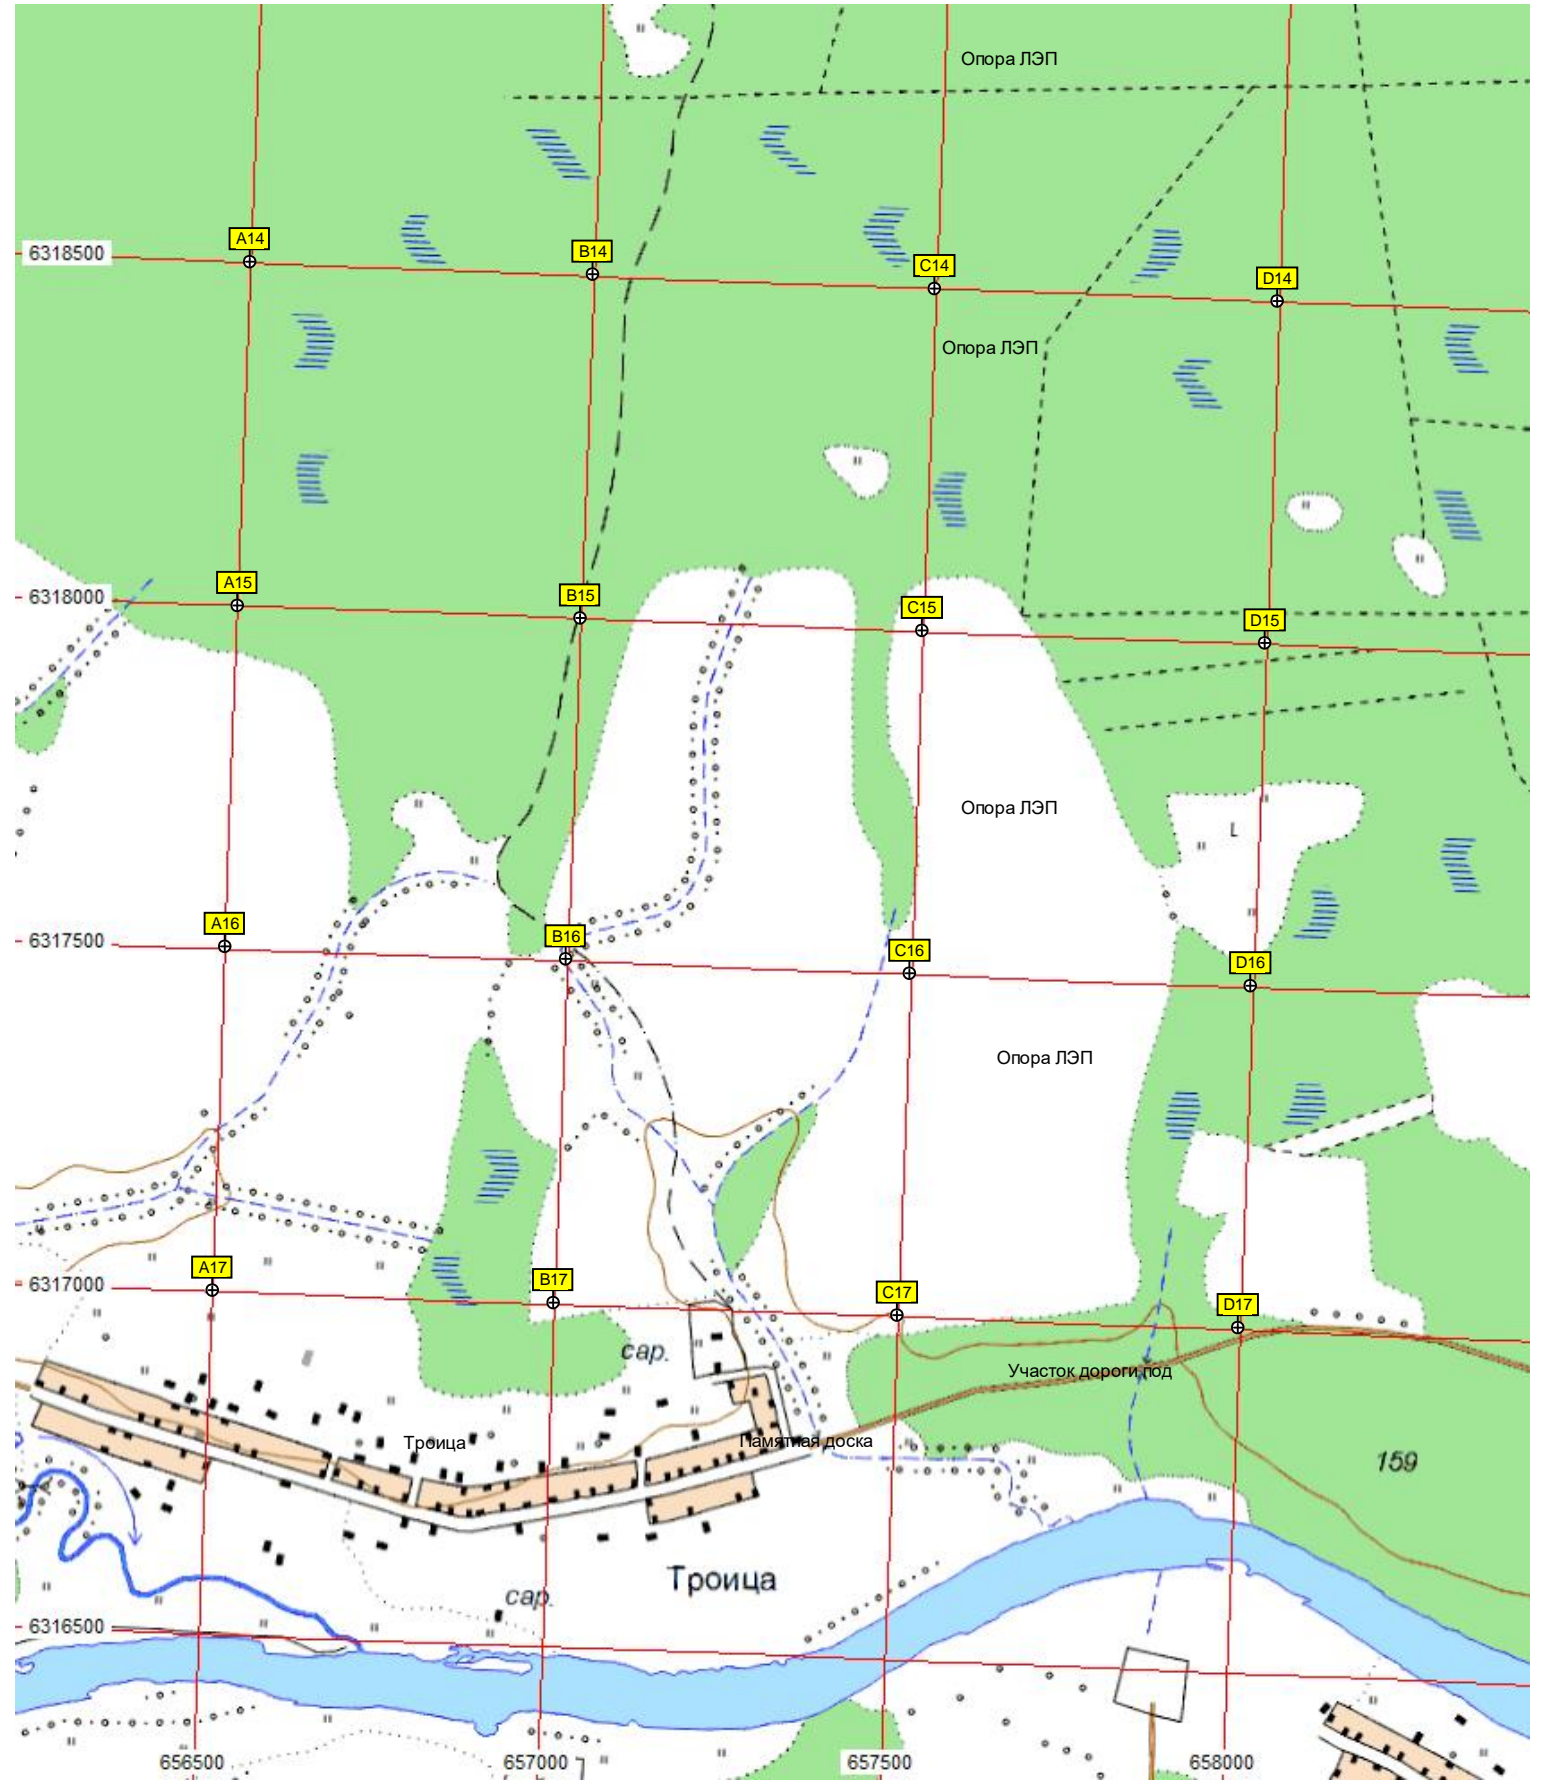 Опора ЛЭП
A14
B14
C14
D14
6318500
Опора ЛЭП
A15
B15
C15
D15
6318000
Опора ЛЭП
L
A16
B16
C16
D16
6317500
Опора ЛЭП
A17
B17
C17
D17
6317000
сар.
Участок дороги под
Троица
Памятная доска
159
Троица
сар.
6316500
656500
657000
657500
658000